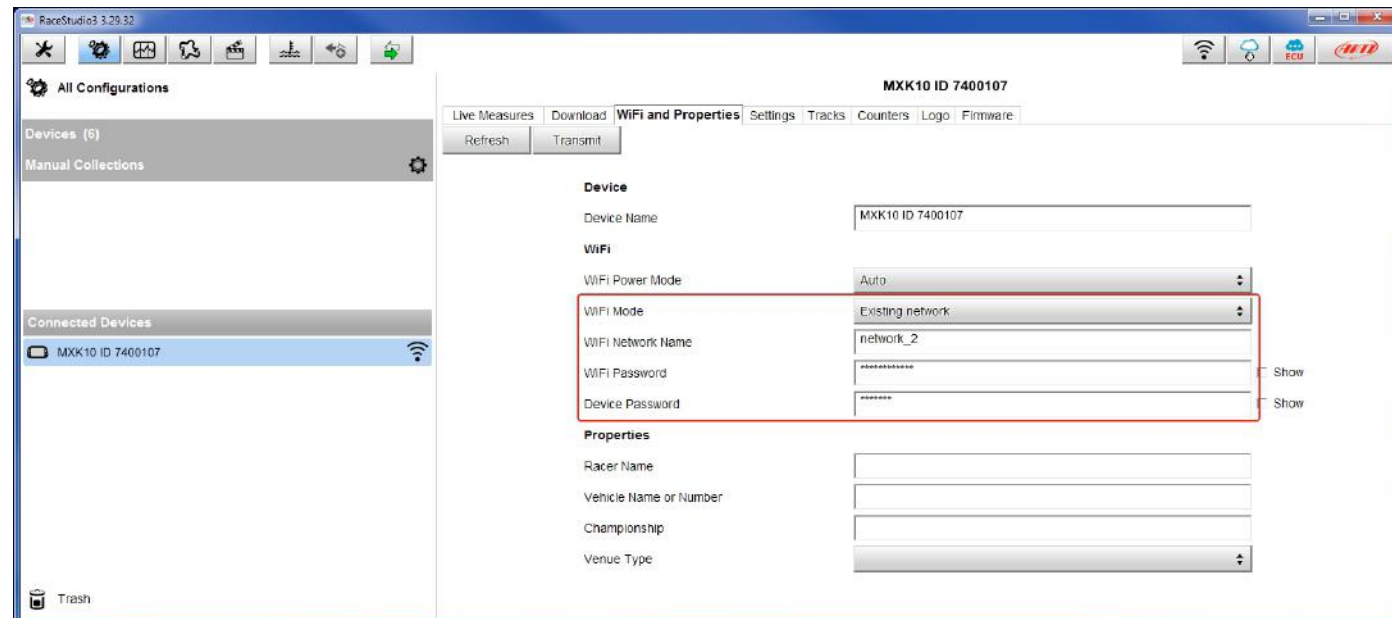 RaceStudio3 3.29.32
ECU
AiM
All Configurations
MXK10 ID 7400107
Live Measures Download WiFi and Properties Settings Tracks Counters Logo Firmware
Devices (6)
Refresh Transmit
Manual Collections
Device
Device Name MXK10 ID 7400107
WiFi
WiFi Power Mode Auto
WiFi Mode Existing network
Connected Devices
WiFi Network Name network_2
MXK10 ID 7400107
WiFi Password ************ Show
Device Password ******* Show
Properties
Racer Name
Vehicle Name or Number
Championship
Venue Type
Trash